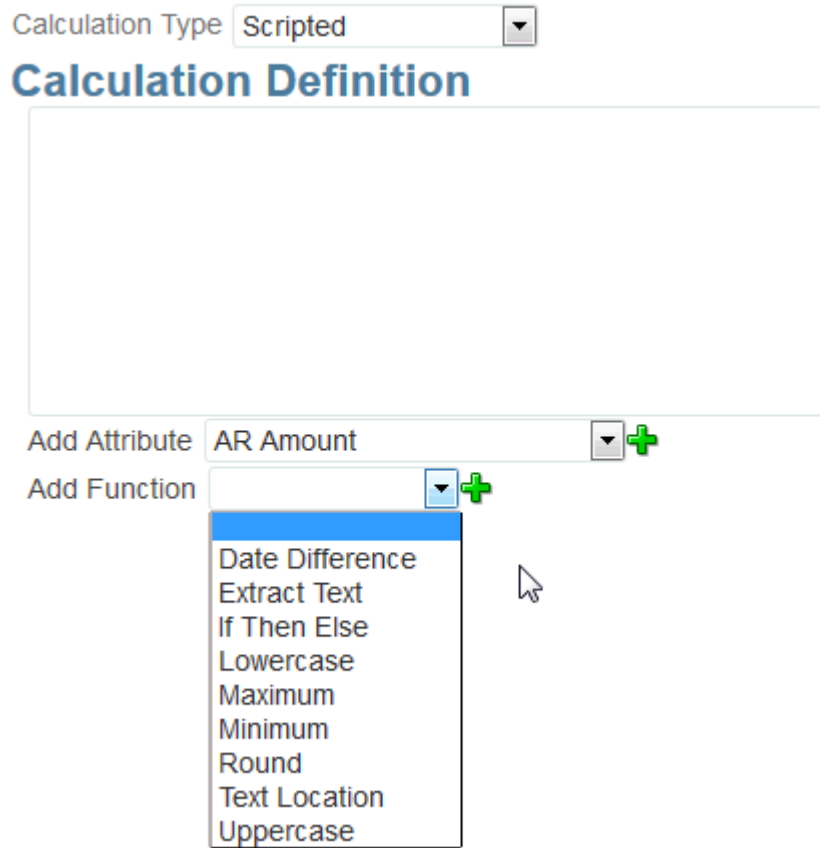 Calculation Type Scripted
Calculation Definition
Add Attribute AR Amount
Add Function
Date Difference
Extract Text
If Then Else
Lowercase
Maximum
Minimum
Round
Text Location
Uppercase